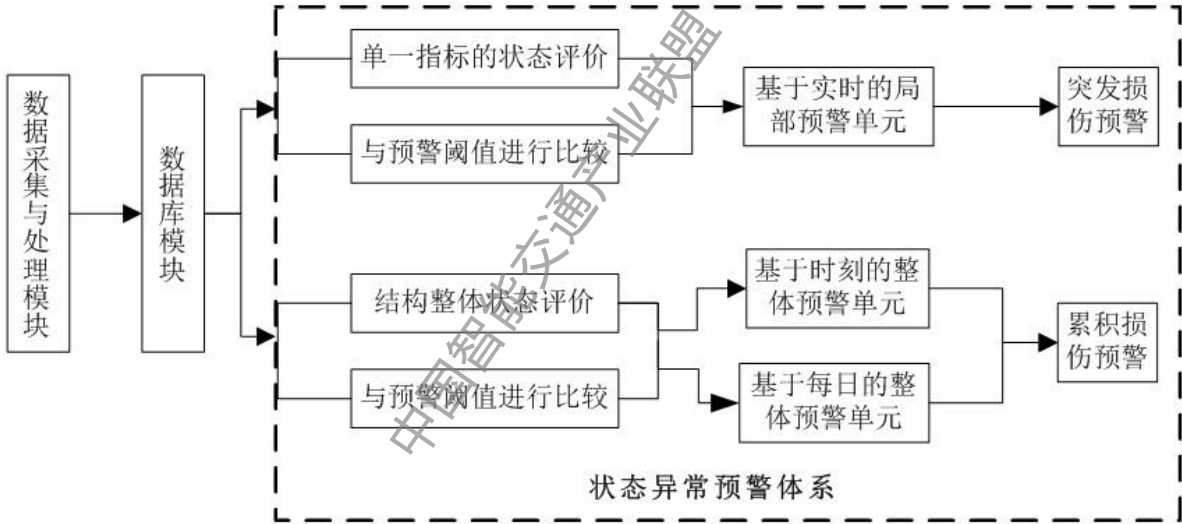 数据采集与处理模块
数据库模块
单一指标的状态评价
与预警阈值进行比较
基于实时的局
部预警单元
突发损
伤预警
结构整体状态评价
与预警阈值进行比较
基于时刻的整
体预警单元
基于每日的整
体预警单元
累积损
伤预警
状态异常预警体系
中国智能交通产业联盟